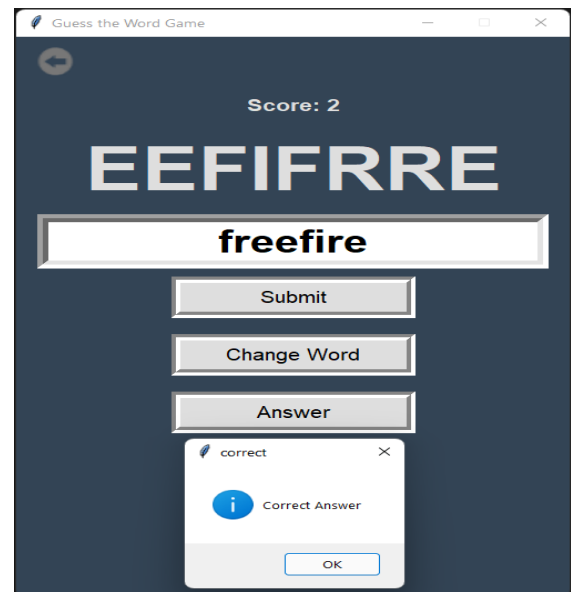 Guess the Word Game
Score: 2
EEFIFRRE
freefire
Submit
Change Word
Answer
correct
Correct Answer
OK